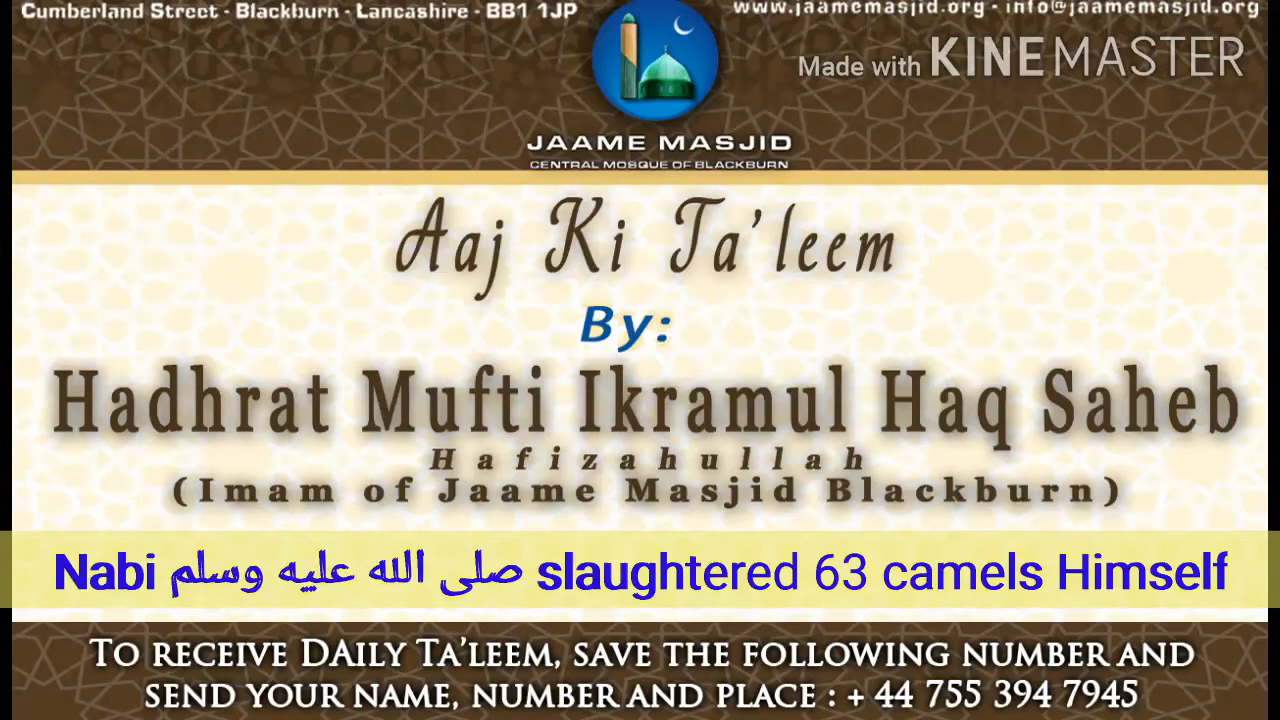 Cumberland Street - Blackburn - Lancashire - BB1 1JP
www.jaamemasjid.org - info@jaamemasjid.org
Made with KINEMASTER
JAAME MASJID
CENTRAL MOSQUE OF BLACKBURN
Aaj Ki Ta'leem
By:
Hadhrat Mufti Ikramul Haq Saheb
Hafizahullah
(Imam of Jaame Masjid Blackburn)
Nabi صلى الله عليه وسلم slaughtered 63 camels Himself
TO RECEIVE DAILY TA'LEEM, SAVE THE FOLLOWING NUMBER AND
SEND YOUR NAME, NUMBER AND PLACE : + 44 755 394 7945